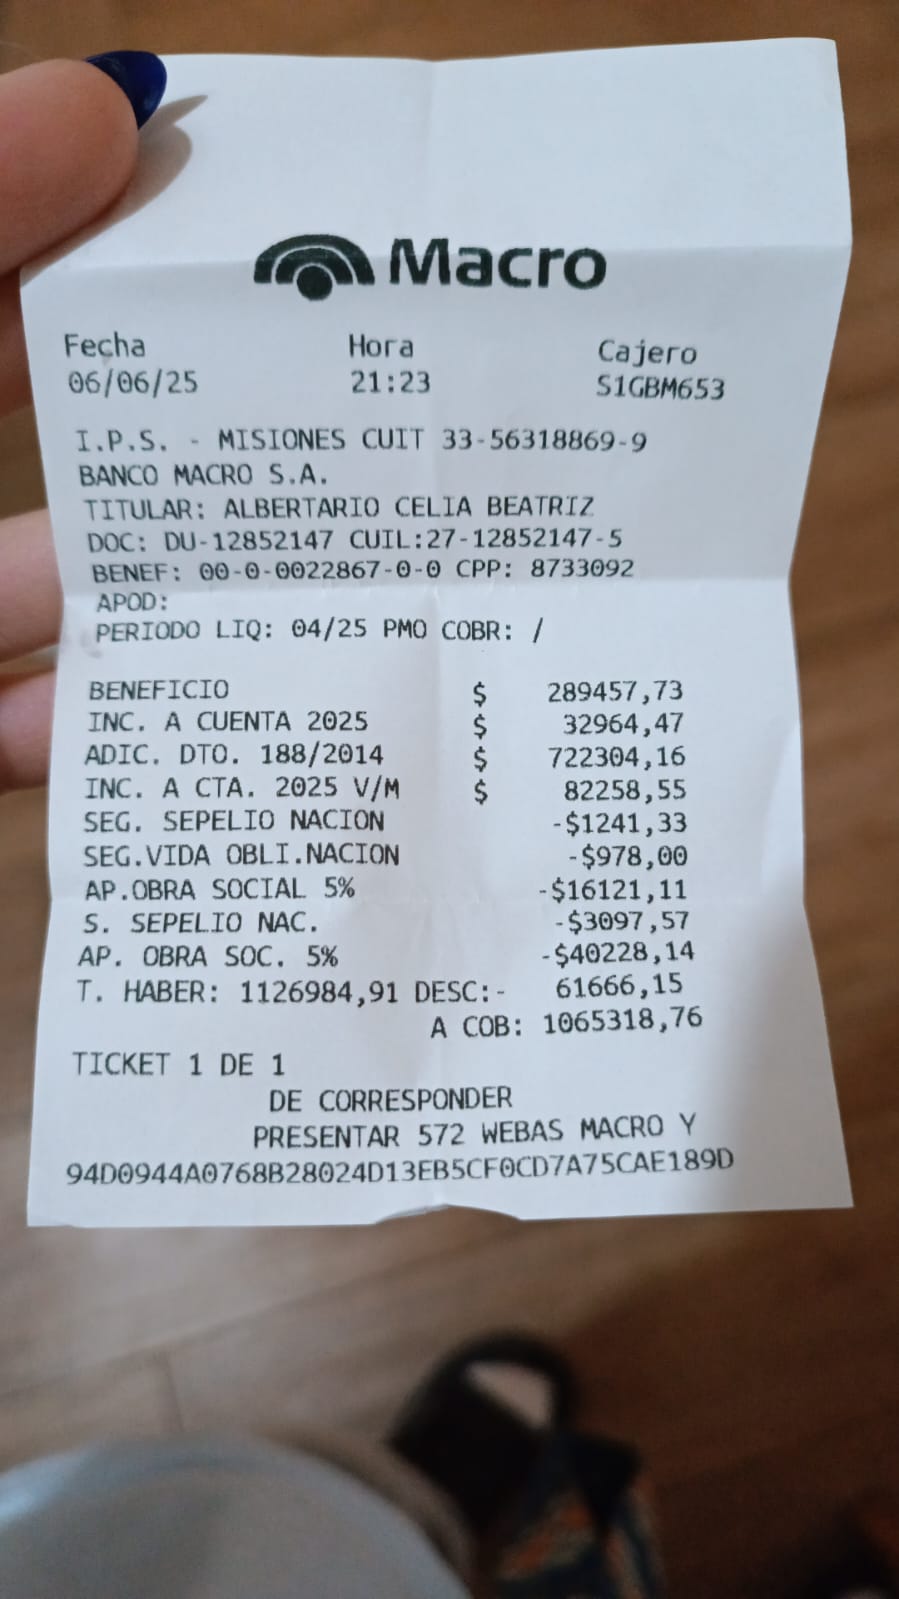 Macro
Fecha Hora Cajero
06/06/25 21:23 S1GBM653
I.P.S. - MISIONES CUIT 33-56318869-9
BANCO MACRO S.A.
TITULAR: ALBERTARIO CELIA BEATRIZ
DOC: DU-12852147 CUIL:27-12852147-5
BENEF: 00-0-0022867-0-0 CPP: 8733092
APOD:
PERIODO LIQ: 04/25 PMO COBR: /
BENEFICIO $ 289457,73
INC. A CUENTA 2025 $ 32964,47
ADIC. DTO. 188/2014 $ 722304,16
INC. A CTA. 2025 V/M $ 82258,55
SEG. SEPELIO NACION -$1241,33
SEG.VIDA OBLI.NACION -$978,00
AP.OBRA SOCIAL 5% -$16121,11
S. SEPELIO NAC. -$3097,57
AP. OBRA SOC. 5% -$40228,14
T. HABER: 1126984,91 DESC:- 61666,15
A COB: 1065318,76
TICKET 1 DE 1
DE CORRESPONDER
PRESENTAR 572 WEBAS MACRO Y
94D0944A0768B28024D13EB5CF0CD7A75CAE189D